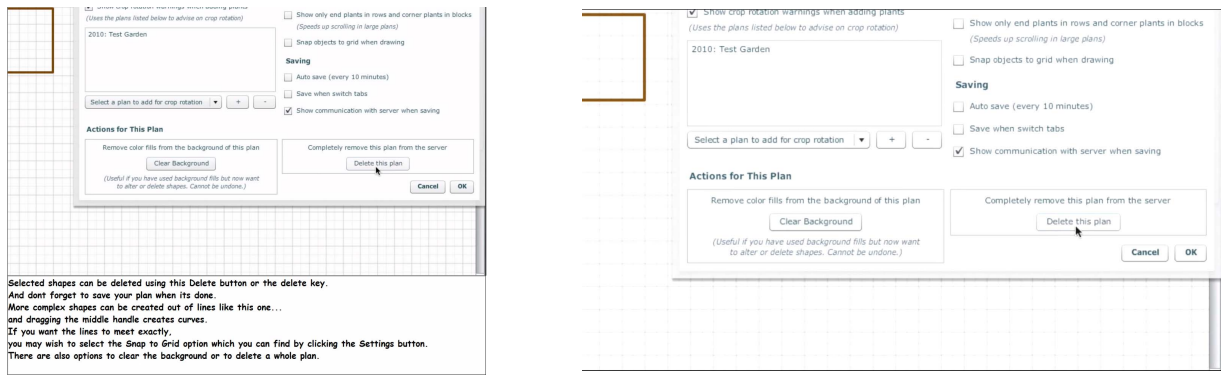 Show crop rotation warnings when adding plants
(Uses the plans listed below to advise on crop rotation)
2010: Test Garden
Select a plan to add for crop rotation
+
-
Show only end plants in rows and corner plants in blocks
(Speeds up scrolling in large plans)
Snap objects to grid when drawing
Saving
Auto save (every 10 minutes)
Save when switch tabs
Show communication with server when saving
Actions for This Plan
Remove color fills from the background of this plan
Clear Background
(Useful if you have used background fills but now want
to alter or delete shapes. Cannot be undone.)
Completely remove this plan from the server
Delete this plan
Cancel OK
Selected shapes can be deleted using this Delete button or the delete key.
And dont forget to save your plan when its done.
More complex shapes can be created out of lines like this one...
and dragging the middle handle creates curves.
If you want the lines to meet exactly,
you may wish to select the Snap to Grid option which you can find by clicking the Settings button.
There are also options to clear the background or to delete a whole plan.
Show crop rotation warnings when adding plants
(Uses the plans listed below to advise on crop rotation)
2010: Test Garden
Select a plan to add for crop rotation
+
-
Show only end plants in rows and corner plants in blocks
(Speeds up scrolling in large plans)
Snap objects to grid when drawing
Saving
Auto save (every 10 minutes)
Save when switch tabs
Show communication with server when saving
Actions for This Plan
Remove color fills from the background of this plan
Clear Background
(Useful if you have used background fills but now want
to alter or delete shapes. Cannot be undone.)
Completely remove this plan from the server
Delete this plan
Cancel OK